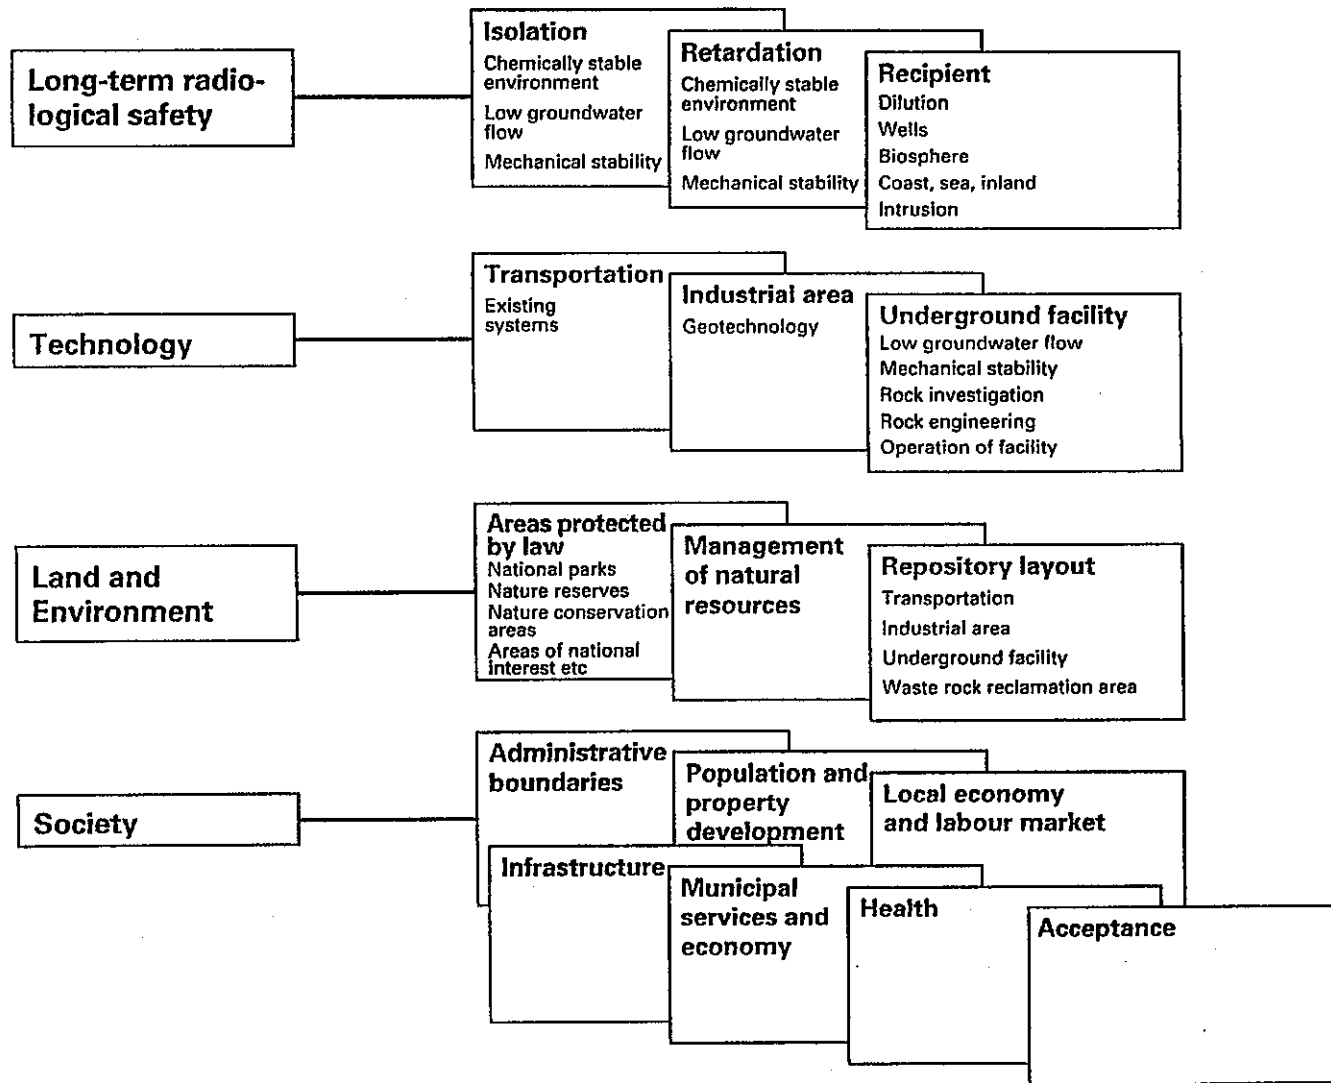 Long-term radio-
logical safety
Isolation
Chemically stable
environment
Low groundwater
flow
Mechanical stability
Retardation
Chemically stable
environment
Low groundwater
flow
Mechanical stability
Recipient
Dilution
Wells
Biosphere
Coast, sea, inland
Intrusion
Technology
Transportation
Existing
systems
Industrial area
Geotechnology
Underground facility
Low groundwater flow
Mechanical stability
Rock investigation
Rock engineering
Operation of facility
Land and
Environment
Areas protected
by law
National parks
Nature reserves
Nature conservation
areas
Areas of national
interest etc
Management
of natural
resources
Repository layout
Transportation
Industrial area
Underground facility
Waste rock reclamation area
Society
Administrative
boundaries
Population and
property
development
Local economy
and labour market
Infrastructure
Municipal
services and
economy
Health
Acceptance